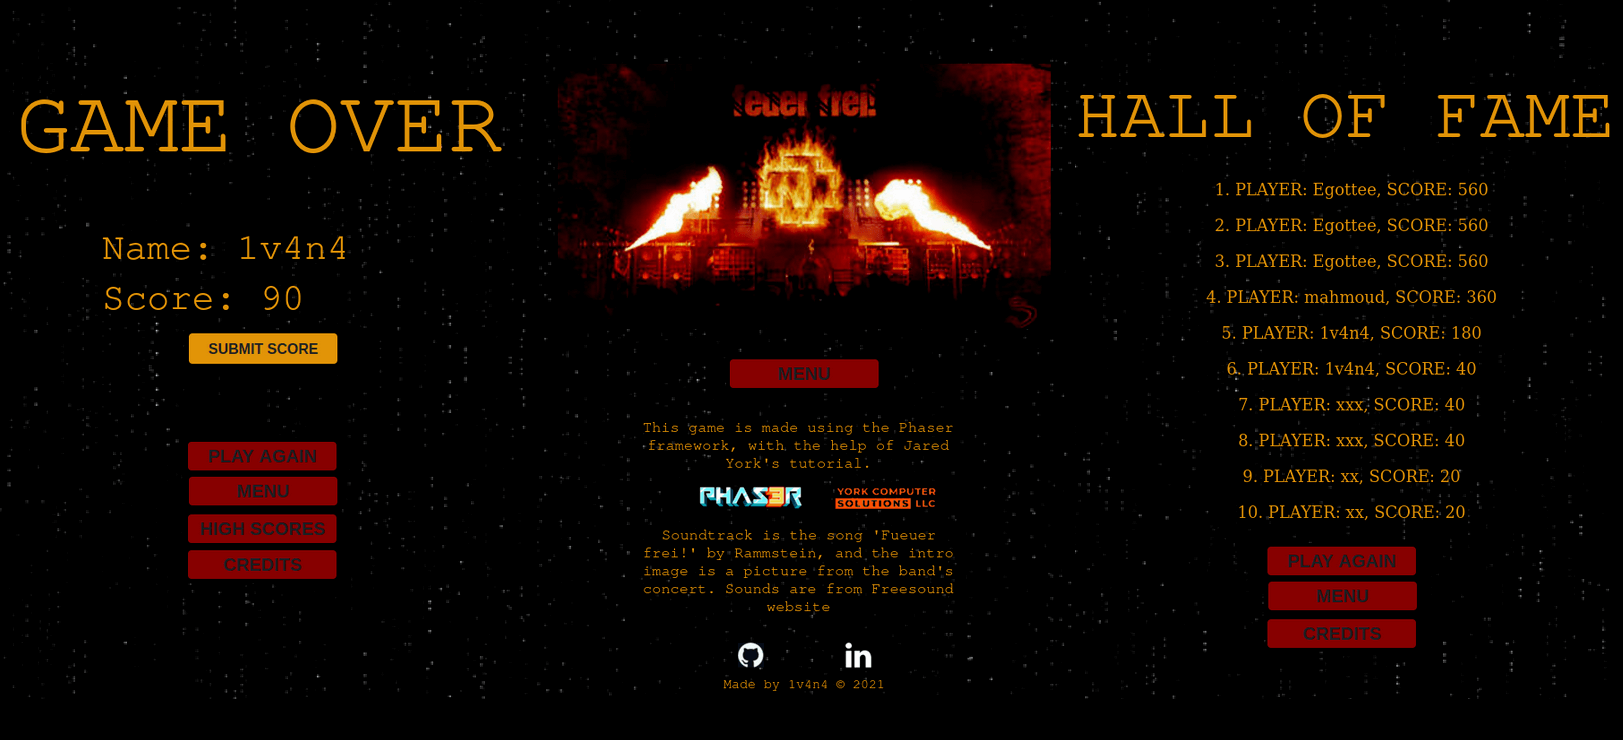 GAME OVER
Name: 1v4n4
Score: 90
SUBMIT SCORE
PLAY AGAIN
MENU
HIGH SCORES
CREDITS
feuer frei!
MENU
This game is made using the Phaser
framework, with the help of Jared
York's tutorial.
PHAS3R
YORK COMPUTER
SOLUTIONS LLC
Soundtrack is the song 'Fueuer
frei!' by Rammstein, and the intro
image is a picture from the band's
concert. Sounds are from Freesound
website
in
Made by 1v4n4 © 2021
HALL OF FAME
1. PLAYER: Egottee, SCORE: 560
2. PLAYER: Egottee, SCORE: 560
3. PLAYER: Egottee, SCORE: 560
4. PLAYER: mahmoud, SCORE: 360
5. PLAYER: 1v4n4, SCORE: 180
6. PLAYER: 1v4n4, SCORE: 40
7. PLAYER: xxx, SCORE: 40
8. PLAYER: xxx, SCORE: 40
9. PLAYER: xx, SCORE: 20
10. PLAYER: xx, SCORE: 20
PLAY AGAIN
MENU
CREDITS